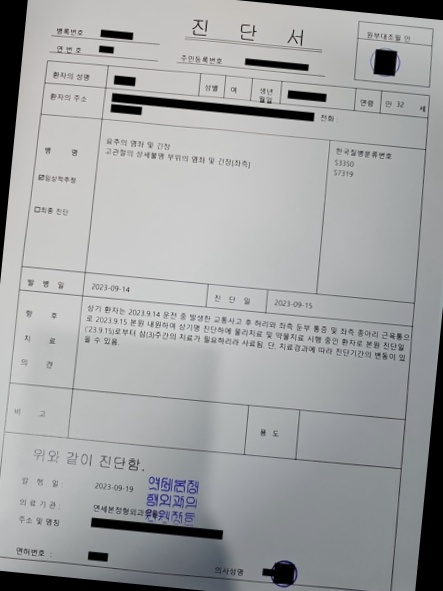 진 단 서
원부대조필 인
병록번호
연 번 호
주민등록번호
환자의 성명
성별 여
생년월일
연령 만 32 세
환자의 주소
전화 :
병 명
☑임상적추정
☐최종 진단
요추의 염좌 및 긴장
고관절의 상세불명 부위의 염좌 및 긴장[좌측]
한국질병분류번호
S3350
S7319
발 병 일
2023-09-14
진 단 일
2023-09-15
향 후 치 료 의 견
상기 환자는 2023.9.14 운전 중 발생한 교통사고 후 허리와 좌측 둔부 통증 및 좌측 종아리 근육통으
로 2023.9.15 본원 내원하여 상기명 진단하에 물리치료 및 약물치료 시행 중인 환자로 본원 진단일
('23.9.15)로부터 삼(3)주간의 치료가 필요하리라 사료됨. 단, 치료경과에 따라 진단기간의 변동이 있
을 수 있음.
비 고
용 도
위와 같이 진단함.
발 행 일
2023-09-19
의 료 기 관 :
연세본정형외과
주소 및 명칭
면허번호 :
의사성명